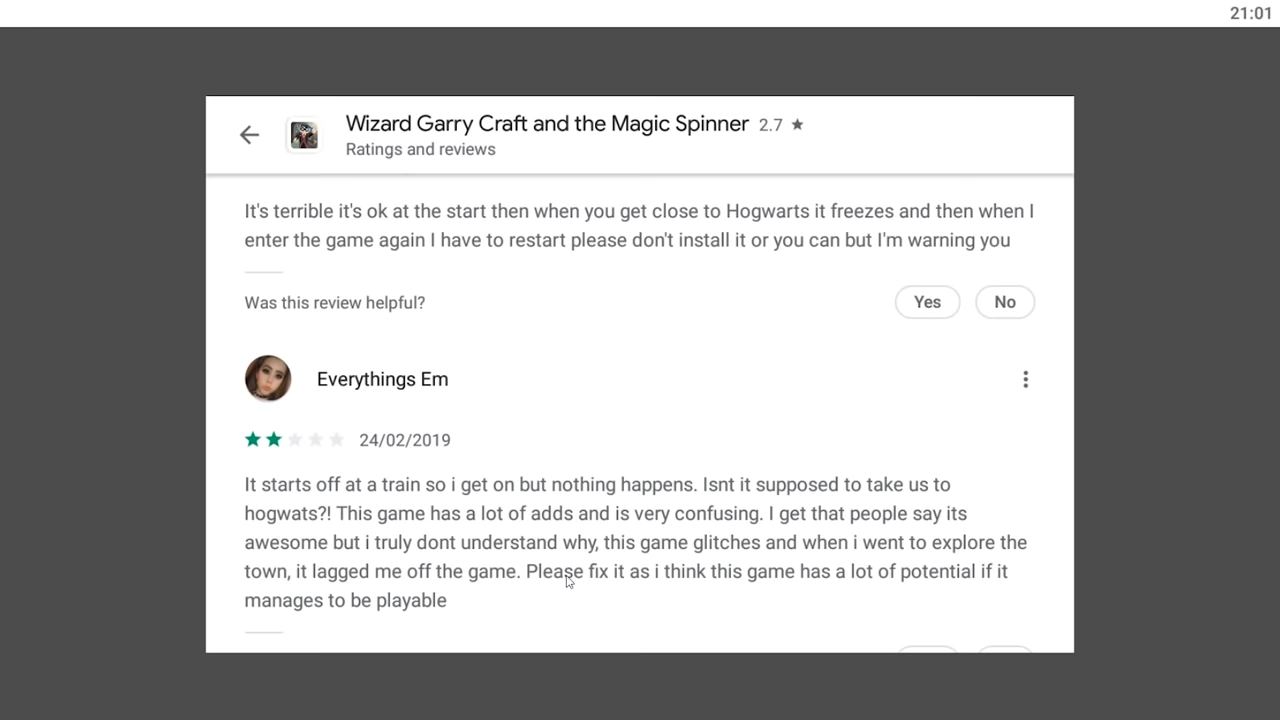 21:01
Wizard Garry Craft and the Magic Spinner 2.7 ★
Ratings and reviews
It's terrible it's ok at the start then when you get close to Hogwarts it freezes and then when I
enter the game again I have to restart please don't install it or you can but I'm warning you
Was this review helpful?
Yes
No
Everythings Em
24/02/2019
It starts off at a train so i get on but nothing happens. Isnt it supposed to take us to
hogwats?! This game has a lot of adds and is very confusing. I get that people say its
awesome but i truly dont understand why, this game glitches and when i went to explore the
town, it lagged me off the game. Please fix it as i think this game has a lot of potential if it
manages to be playable